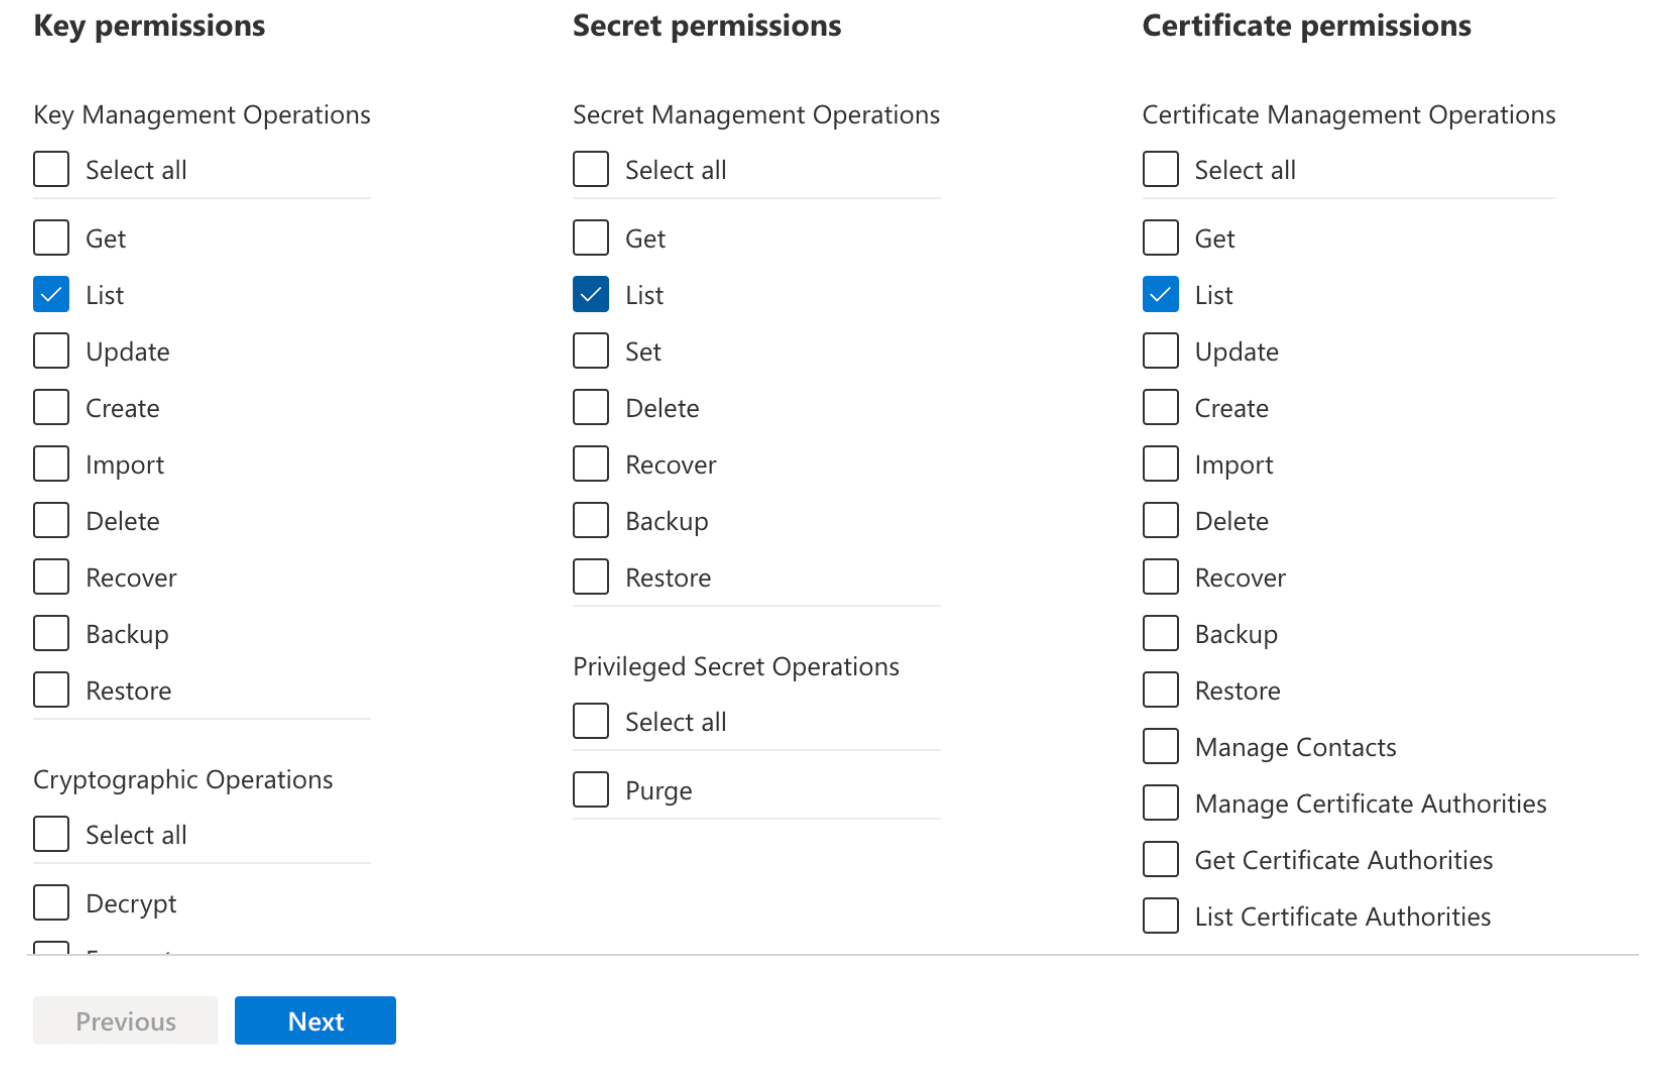 Key permissions
Key Management Operations
Select all
Get
List
Update
Create
Import
Delete
Recover
Backup
Restore
Cryptographic Operations
Select all
Decrypt
Secret permissions
Secret Management Operations
Select all
Get
List
Set
Delete
Recover
Backup
Restore
Privileged Secret Operations
Select all
Purge
Certificate permissions
Certificate Management Operations
Select all
Get
List
Update
Create
Import
Delete
Recover
Backup
Restore
Manage Contacts
Manage Certificate Authorities
Get Certificate Authorities
List Certificate Authorities
Previous
Next